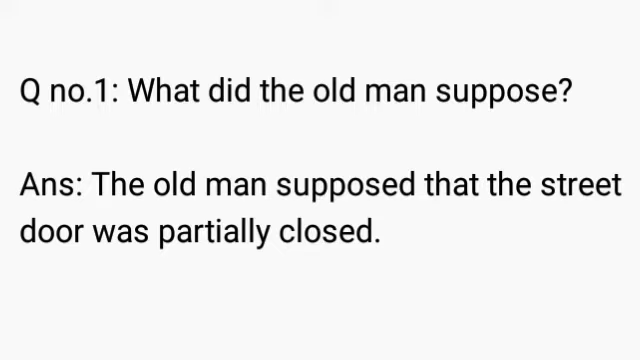 Q no.1: What did the old man suppose?
Ans: The old man supposed that the street
door was partially closed.